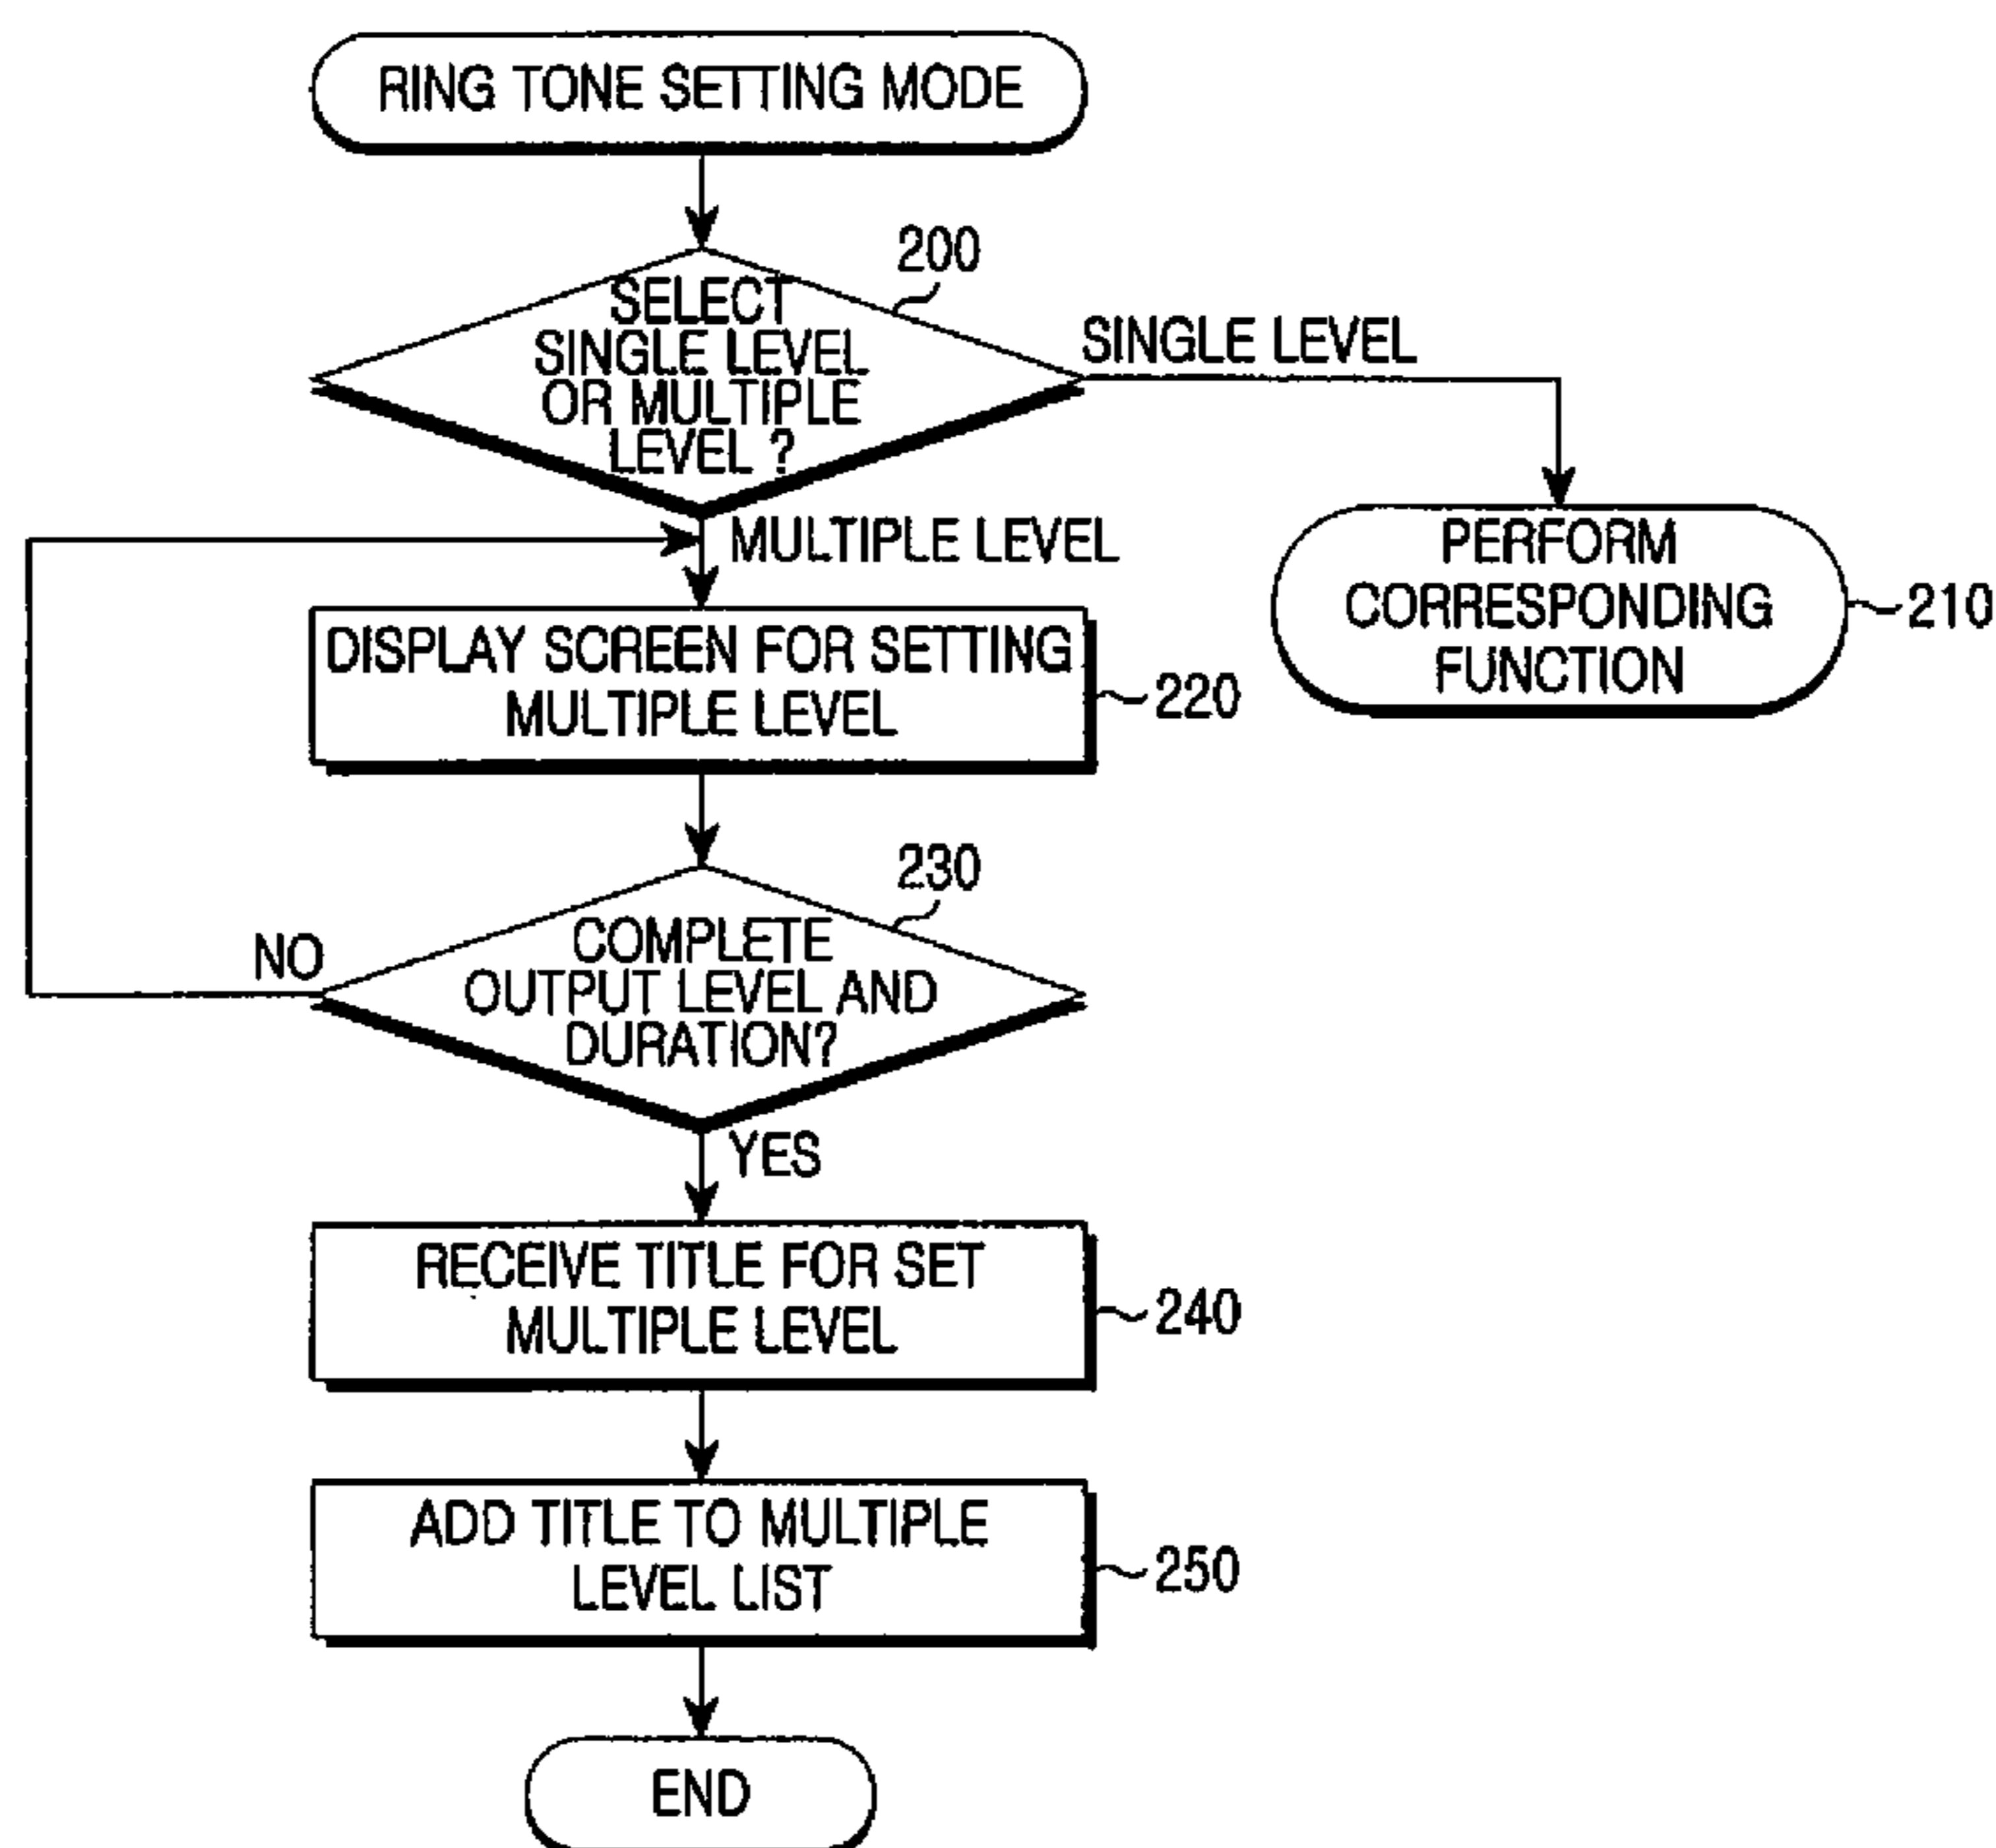 RING TONE SETTING MODE
200
SELECT
SINGLE LEVEL
OR MULTIPLE
LEVEL ?
SINGLE LEVEL
MULTIPLE LEVEL
PERFORM
CORRESPONDING
FUNCTION
210
DISPLAY SCREEN FOR SETTING
MULTIPLE LEVEL
220
230
COMPLETE
OUTPUT LEVEL AND
DURATION?
NO
YES
RECEIVE TITLE FOR SET
MULTIPLE LEVEL
240
ADD TITLE TO MULTIPLE
LEVEL LIST
250
END